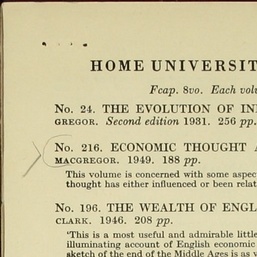 HOME UNIVERSIT
Fcap. 8vo. Each volu
No. 24. THE EVOLUTION OF IN
GREGOR. Second edition 1931. 256 pp.
No. 216. ECONOMIC THOUGHT A
MACGREGOR. 1949. 188 pp.
This volume is concerned with some aspec
thought has either influenced or been relat
No. 196. THE WEALTH OF ENGL
CLARK. 1946. 208 pp.
'This is a most useful and admirable little
illuminating account of English economic
sketch of the end of the Middle Ages is as v